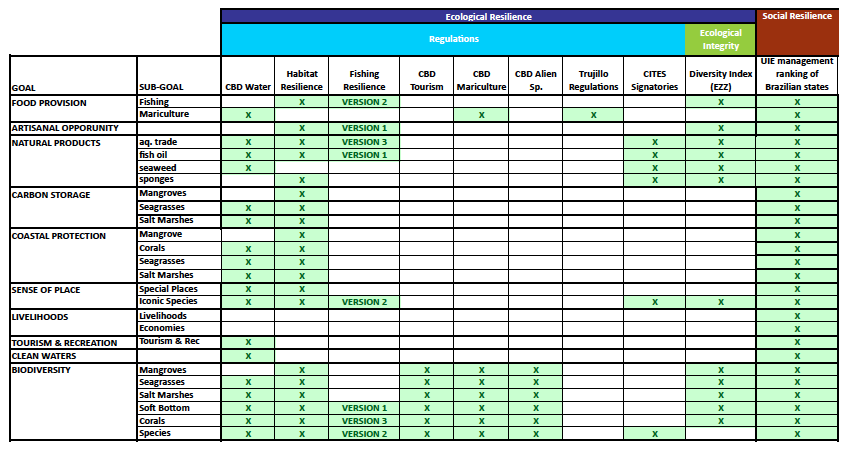 Ecological Resilience Social Resilience
Regulations Ecological Integrity
GOAL SUB-GOAL CBD Water Habitat Resilience Fishing Resilience CBD Tourism CBD Mariculture CBD Alien Sp. Trujillo Regulations CITES Signatories Diversity Index (EZZ) UIE management ranking of Brazilian states
FOOD PROVISION Fishing X VERSION 2 X X
Mariculture X X X X
ARTISANAL OPPORUNITY X VERSION 1 X X
NATURAL PRODUCTS aq. trade X X VERSION 3 X X X
fish oil X X VERSION 1 X X X
seaweed X X X X
sponges X X X X
CARBON STORAGE Mangroves X X
Seagrasses X X X
Salt Marshes X X X
COASTAL PROTECTION Mangrove X X
Corals X X X
Seagrasses X X X
Salt Marshes X X X
SENSE OF PLACE Special Places X X X
Iconic Species X X VERSION 2 X X X
LIVELIHOODS Livelihoods X
Economies X
TOURISM & RECREATION Tourism & Rec X X
CLEAN WATERS X X
BIODIVERSITY Mangroves X X X X X X
Seagrasses X X X X X X X
Salt Marshes X X X X X X X
Soft Bottom X X VERSION 1 X X X X X
Corals X X VERSION 3 X X X X X
Species X X VERSION 2 X X X X X